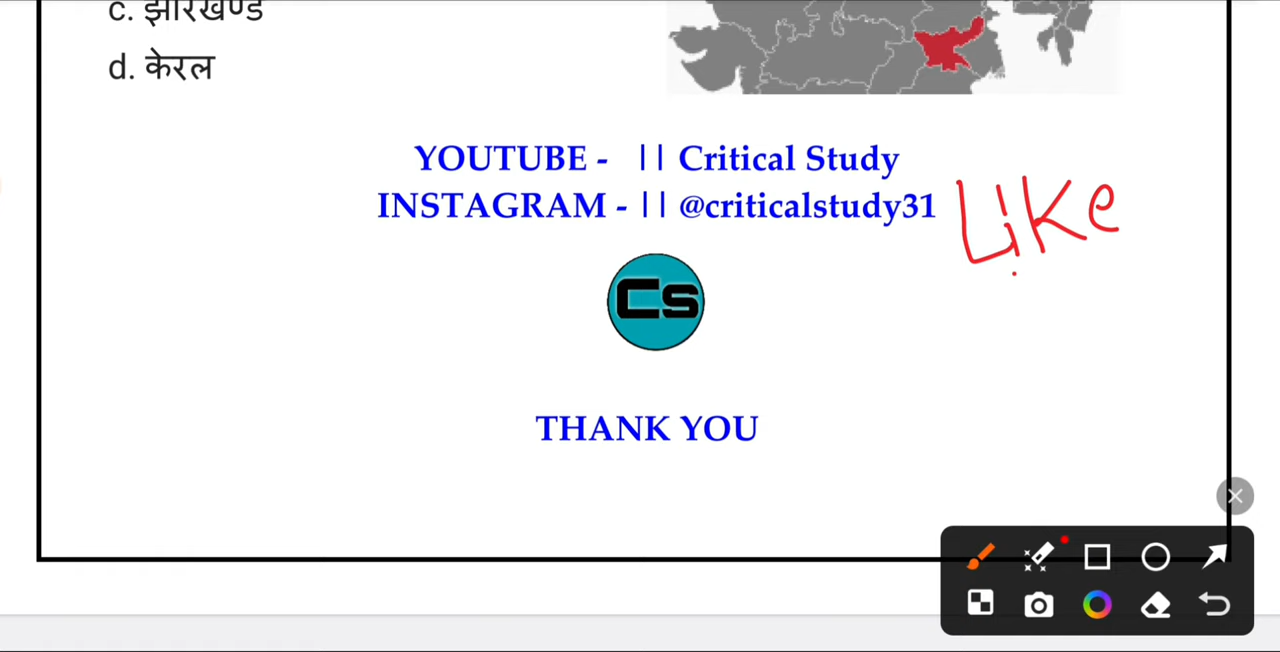 c. झारखण्ड
d. केरल
YOUTUBE - || Critical Study
INSTAGRAM - || @criticalstudy31
Like
Cs
THANK YOU